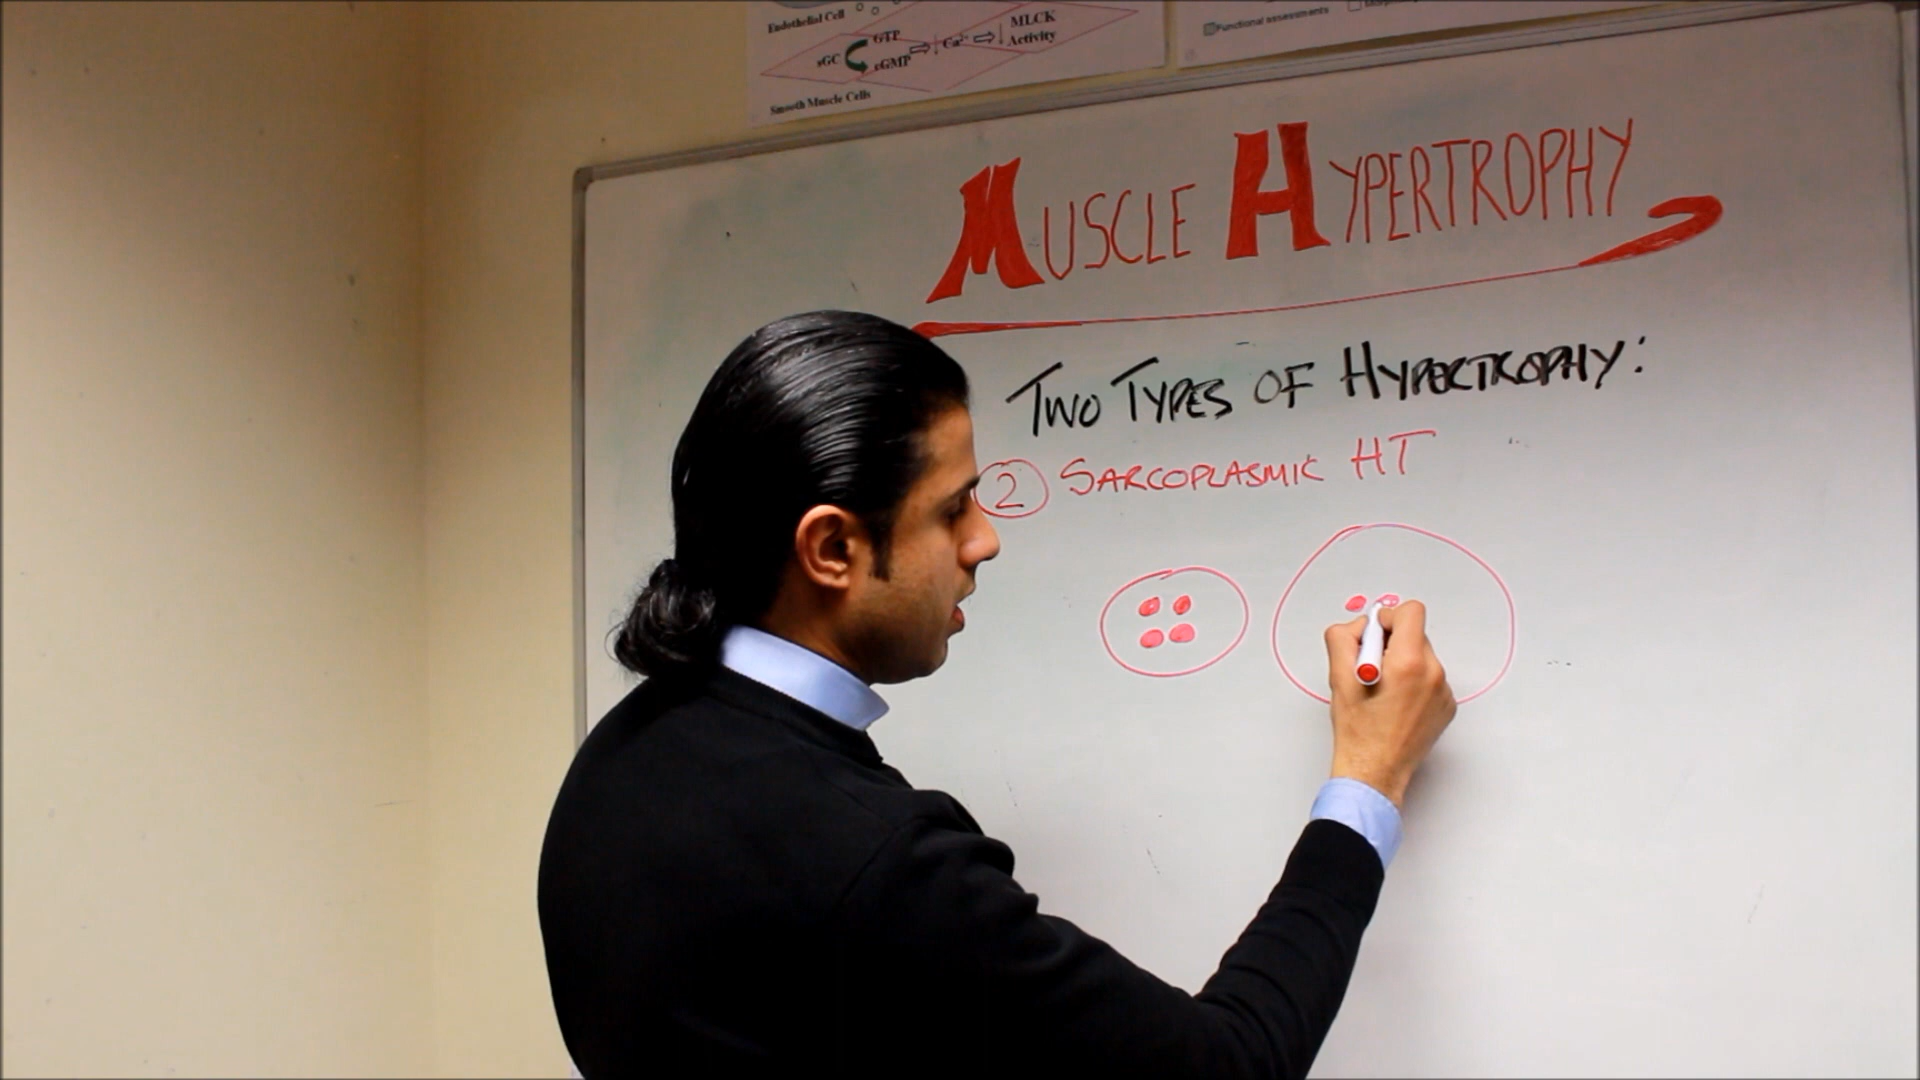 Endothelial Cell
MLCK
GTP
Ca²⁺
Activity
sGC
cGMP
Smooth Muscle Cells
Functional assessments
MUSCLE HYPERTROPHY
TWO TYPES OF HYPERTROPHY:
2 SARCOPLASMIC HT